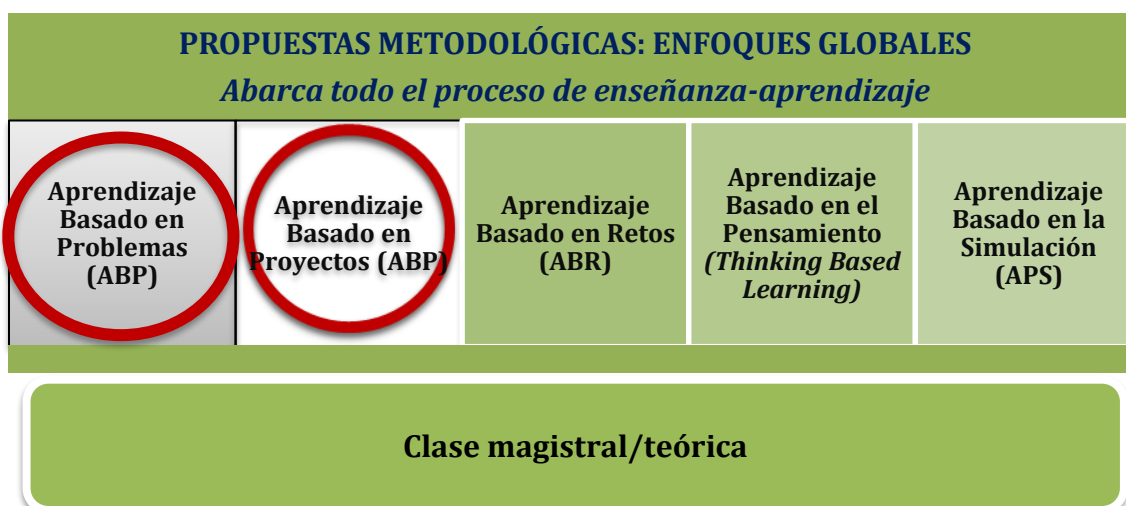 PROPUESTAS METODOLÓGICAS: ENFOQUES GLOBALES
Abarca todo el proceso de enseñanza-aprendizaje
Aprendizaje
Basado en
Problemas
(ABP)
Aprendizaje
Basado en
Proyectos (ABP)
Aprendizaje
Basado en Retos
(ABR)
Aprendizaje
Basado en el
Pensamiento
(Thinking Based
Learning)
Aprendizaje
Basado en la
Simulación
(APS)
Clase magistral/teórica